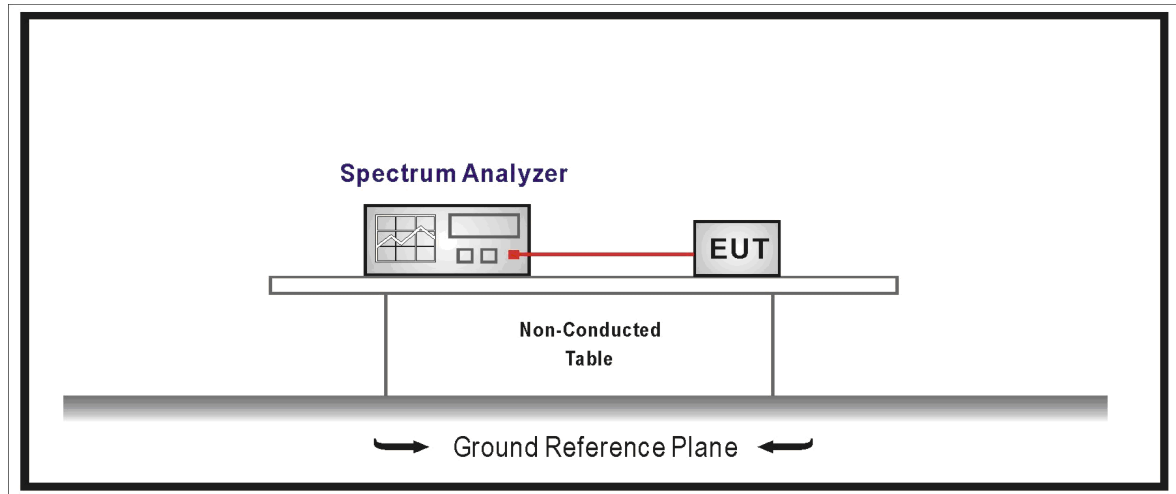 Spectrum Analyzer
EUT
Non-Conducted
Table
Ground Reference Plane